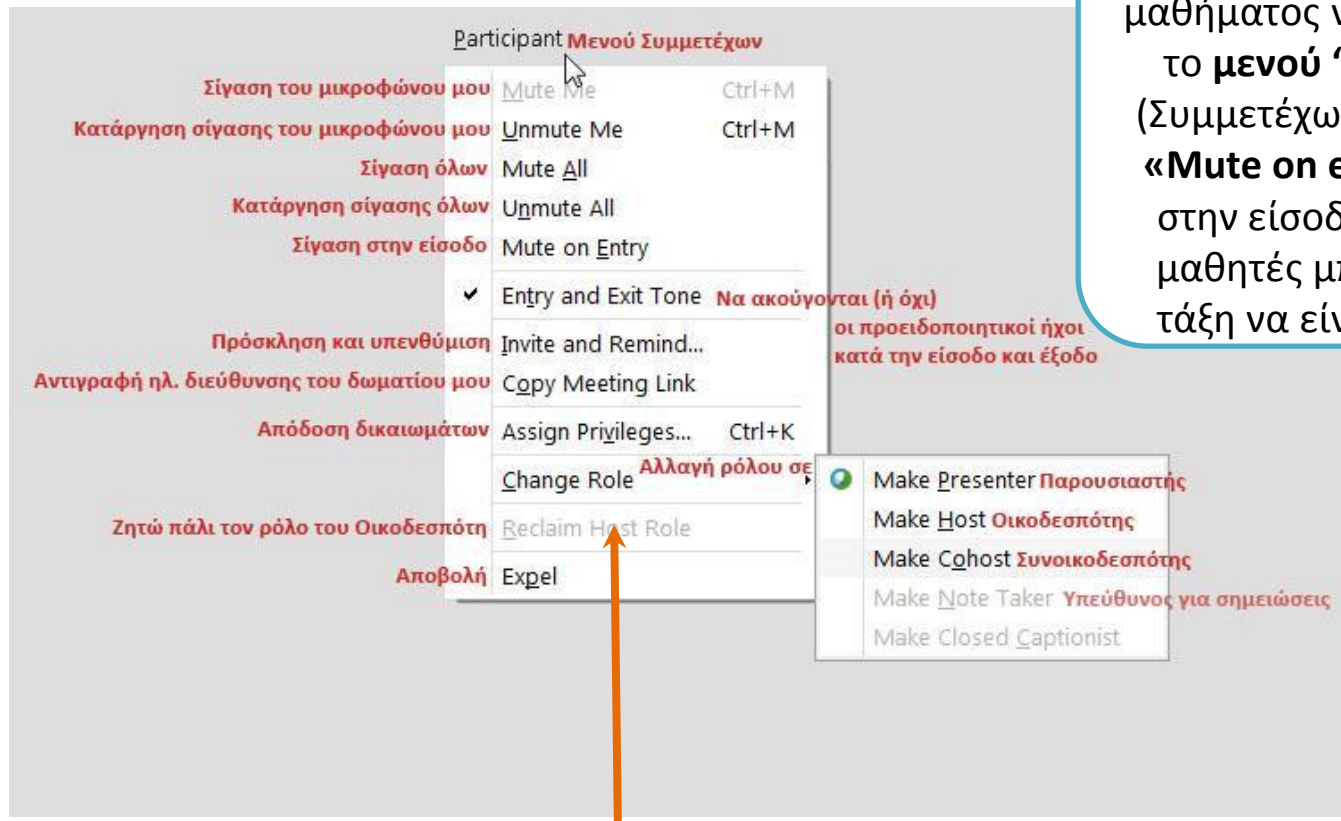 Participant Μενού Συμμετέχων
Σίγαση του μικροφώνου μου Mute Me Ctrl+M
Κατάργηση σίγασης του μικροφώνου μου Unmute Me Ctrl+M
Σίγαση όλων Mute All
Κατάργηση σίγασης όλων Unmute All
Σίγαση στην είσοδο Mute on Entry
Entry and Exit Tone Να ακούγονται (ή όχι)
οι προειδοποιητικοί ήχοι
κατά την είσοδο και έξοδο
Πρόσκληση και υπενθύμιση Invite and Remind...
Αντιγραφή ηλ. διεύθυνσης του δωματίου μου Copy Meeting Link
Απόδοση δικαιωμάτων Assign Privileges... Ctrl+K
Change Role Αλλαγή ρόλου σε
Ζητώ πάλι τον ρόλο του Οικοδεσπότη Reclaim Host Role
Αποβολή Expel
Make Presenter Παρουσιαστής
Make Host Οικοδεσπότης
Make Cohost Συνοικοδεσπότης
Make Note Taker Υπεύθυνος για σημειώσεις
Make Closed Captionist
μαθήματος
το μενού
(Συμμετέχω
«Mute on e
στην είσοδ
μαθητές μ
τάξη να είν